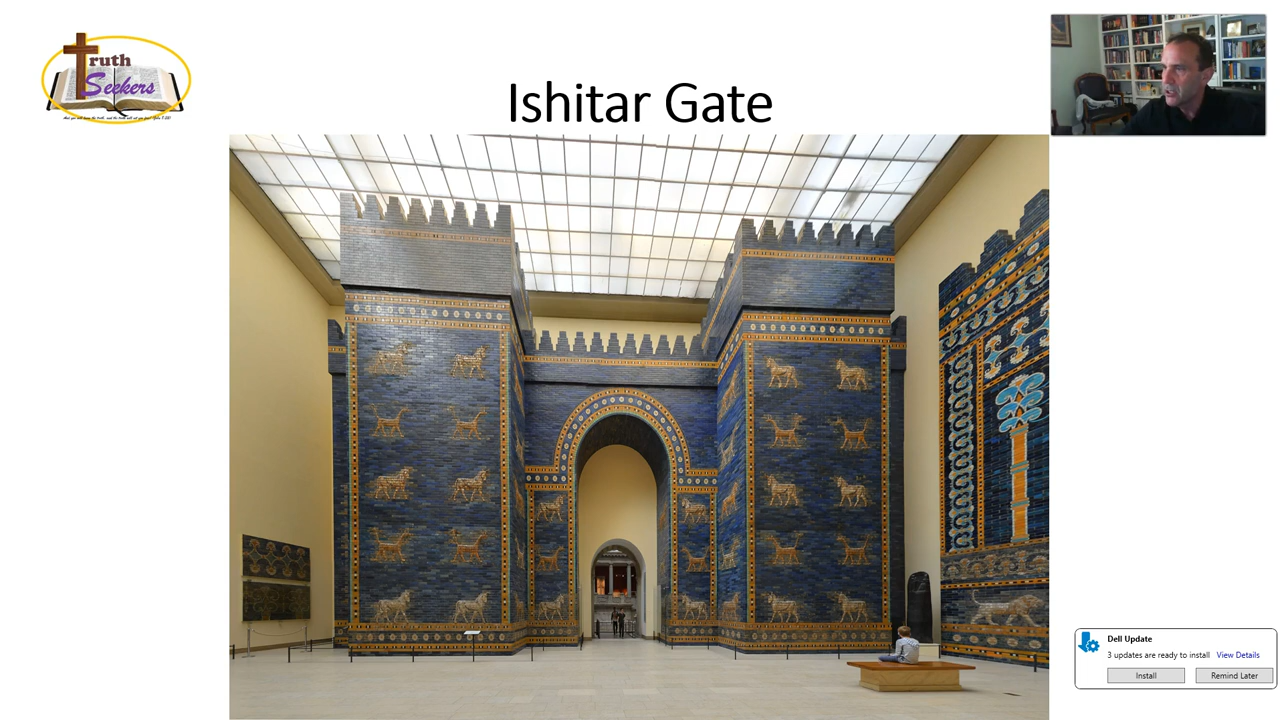 Truth
Seekers
Ishitar Gate
Dell Update
3 updates are ready to install View Details
Install Remind Later